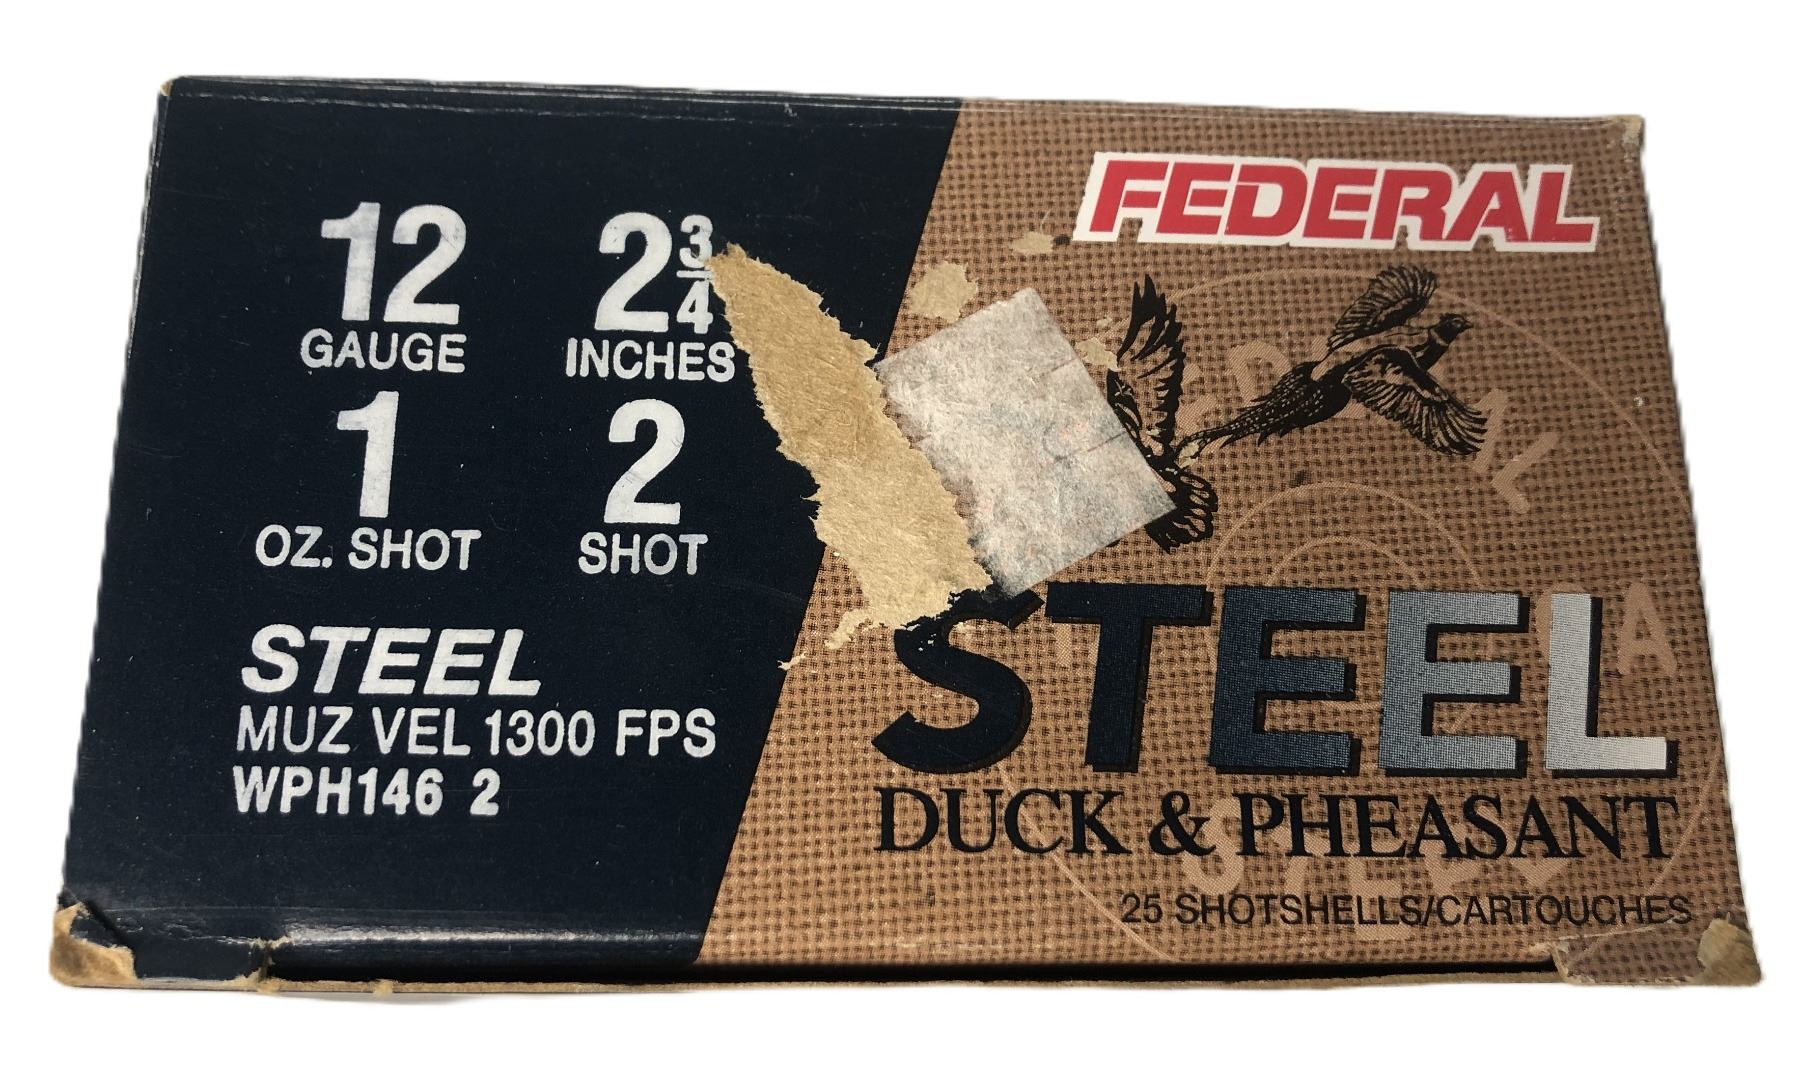 12 2 3/4
GAUGE INCHES
1 2
OZ. SHOT SHOT
STEEL
MUZ VEL 1300 FPS
WPH146 2
FEDERAL
STEEL
DUCK & PHEASANT
25 SHOTSHELLS/CARTOUCHES